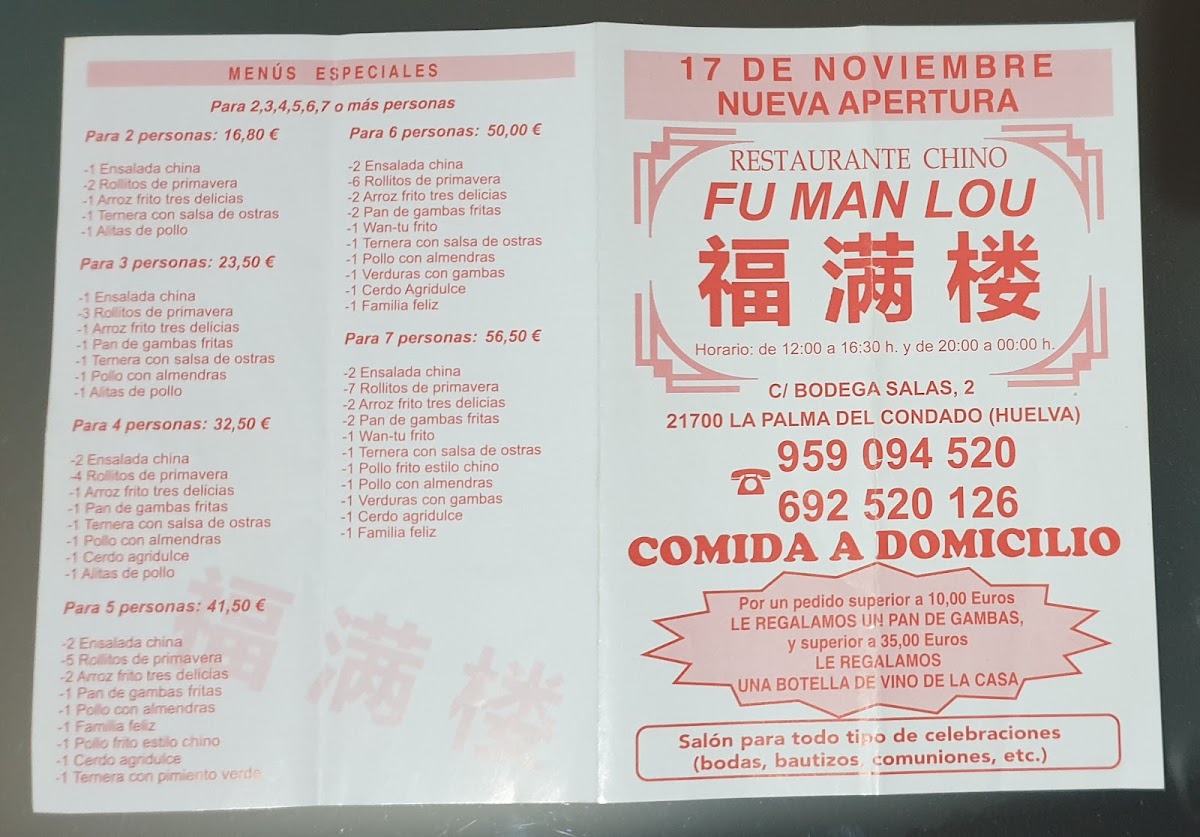 MENÚS ESPECIALES
Para 2,3,4,5,6,7 o más personas
Para 2 personas: 16,80 €
-1 Ensalada china
-2 Rollitos de primavera
-1 Arroz frito tres delicias
-1 Ternera con salsa de ostras
-1 Alitas de pollo
Para 3 personas: 23,50 €
-1 Ensalada china
-3 Rollitos de primavera
-1 Arroz frito tres delicias
-1 Pan de gambas fritas
-1 Ternera con salsa de ostras
-1 Pollo con almendras
-1 Alitas de pollo
Para 4 personas: 32,50 €
-2 Ensalada china
-4 Rollitos de primavera
-1 Arroz frito tres delicias
-1 Pan de gambas fritas
-1 Ternera con salsa de ostras
-1 Pollo con almendras
-1 Cerdo agridulce
-1 Alitas de pollo
Para 5 personas: 41,50 €
-2 Ensalada china
-5 Rollitos de primavera
-2 Arroz frito tres delicias
-1 Pan de gambas fritas
-1 Pollo con almendras
-1 Familia feliz
-1 Pollo frito estilo chino
-1 Cerdo agridulce
-1 Ternera con pimiento verde
Para 6 personas: 50,00 €
-2 Ensalada china
-6 Rollitos de primavera
-2 Arroz frito tres delicias
-2 Pan de gambas fritas
-1 Wan-tu frito
-1 Ternera con salsa de ostras
-1 Pollo con almendras
-1 Verduras con gambas
-1 Cerdo Agridulce
-1 Familia feliz
Para 7 personas: 56,50 €
-2 Ensalada china
-7 Rollitos de primavera
-2 Arroz frito tres delicias
-2 Pan de gambas fritas
-1 Wan-tu frito
-1 Ternera con salsa de ostras
-1 Pollo frito estilo chino
-1 Pollo con almendras
-1 Verduras con gambas
-1 Cerdo agridulce
-1 Familia feliz
福满楼
17 DE NOVIEMBRE
NUEVA APERTURA
RESTAURANTE CHINO
FU MAN LOU
福满楼
Horario: de 12:00 a 16:30 h. y de 20:00 a 00:00 h.
C/ BODEGA SALAS, 2
21700 LA PALMA DEL CONDADO (HUELVA)
959 094 520
692 520 126
COMIDA A DOMICILIO
Por un pedido superior a 10,00 Euros
LE REGALAMOS UN PAN DE GAMBAS,
y superior a 35,00 Euros
LE REGALAMOS
UNA BOTELLA DE VINO DE LA CASA
Salón para todo tipo de celebraciones
(bodas, bautizos, comuniones, etc.)